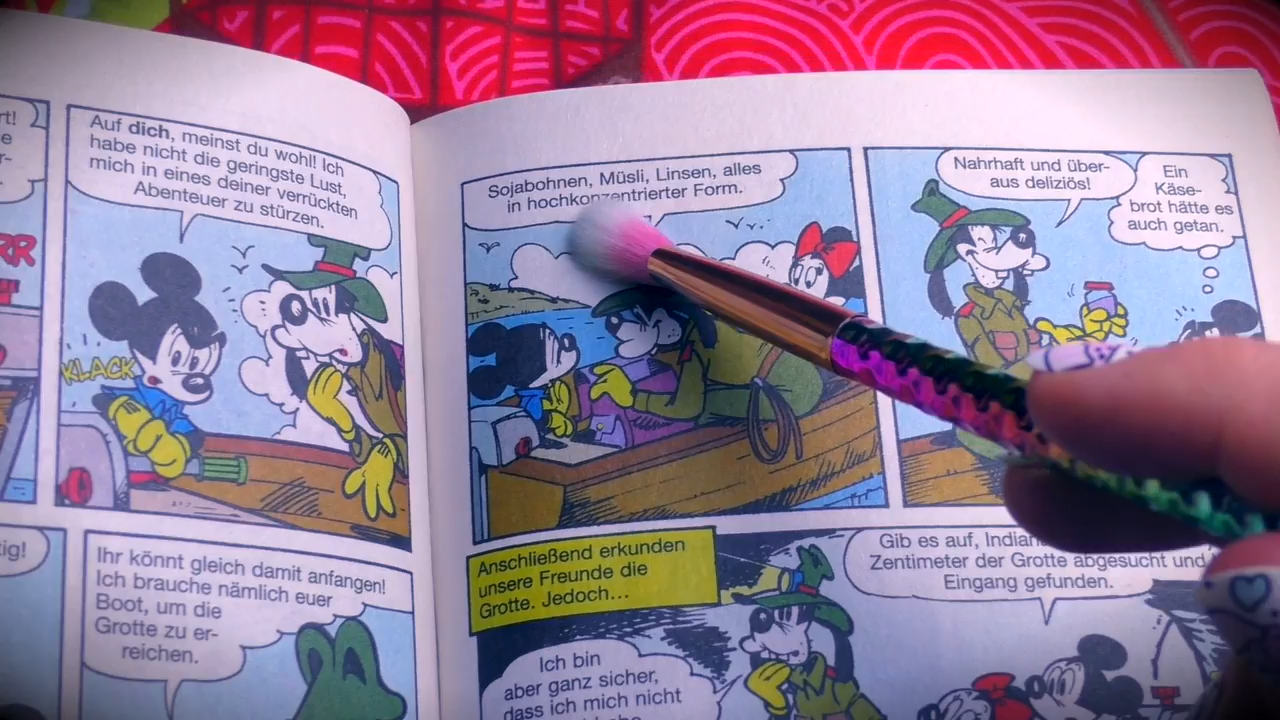 rt!
Auf dich, meinst du wohl! Ich
habe nicht die geringste Lust,
mich in eines deiner verrückten
Abenteuer zu stürzen.
KLACK
tig!
Ihr könnt gleich damit anfangen!
Ich brauche nämlich euer
Boot, um die
Grotte zu er-
reichen.
Sojabohnen, Müsli, Linsen, alles
in hochkonzentrierter Form.
Nahrhaft und über-
aus deliziös!
Ein
Käse-
brot hätte es
auch getan.
Anschließend erkunden
unsere Freunde die
Grotte. Jedoch...
Ich bin
aber ganz sicher,
dass ich mich nicht
Gib es auf,
Zentimeter der Grotte abgesucht und
Eingang gefunden.